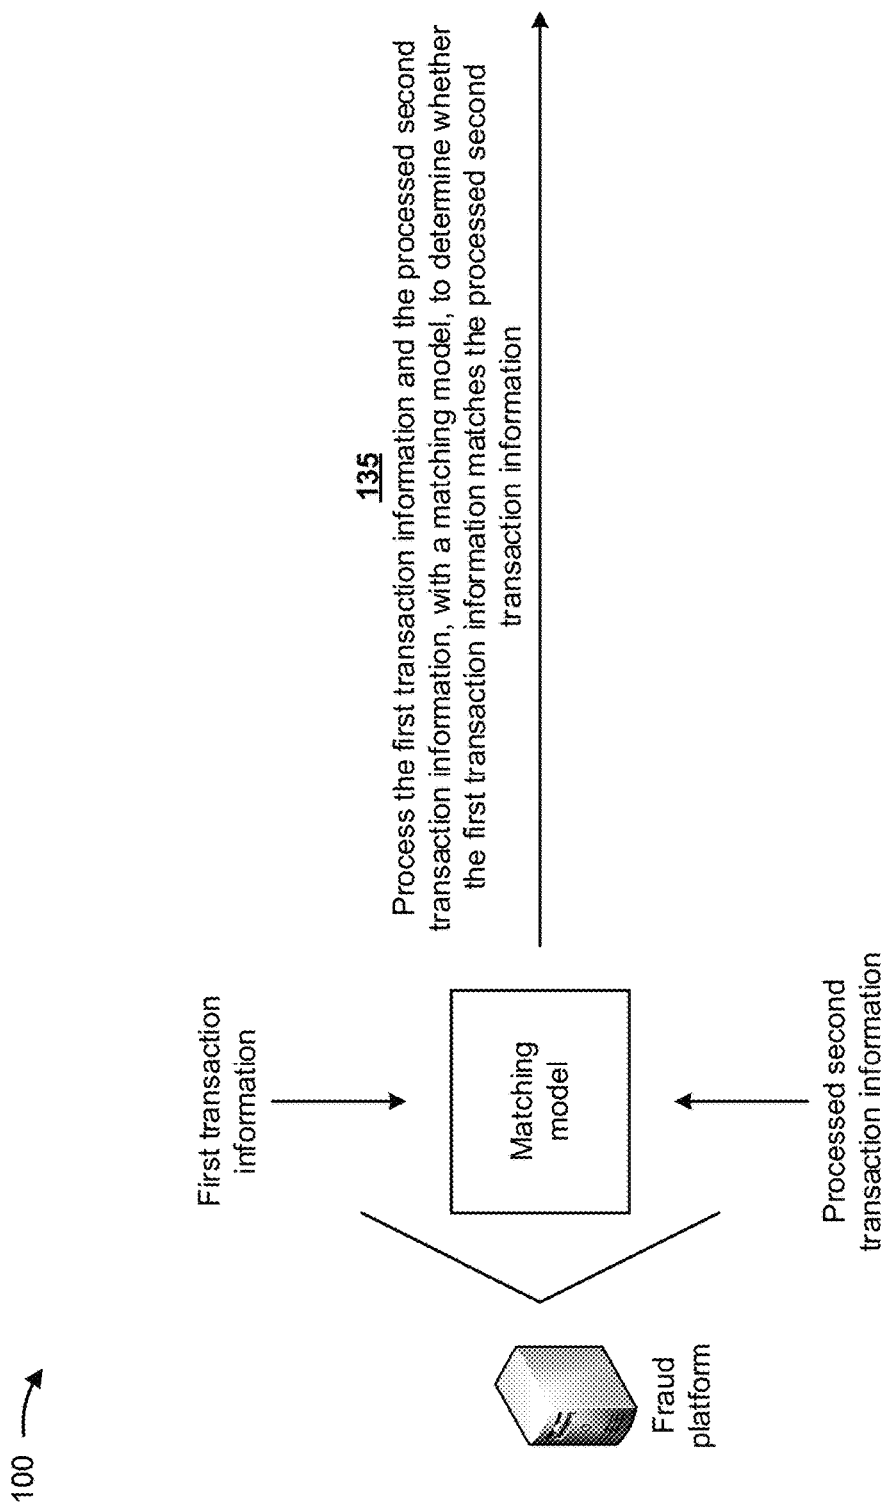 100
135
Process the first transaction information and the processed second
transaction information, with a matching model, to determine whether
the first transaction information matches the processed second
transaction information
First transaction
information
Matching
model
Processed second
transaction information
Fraud
platform